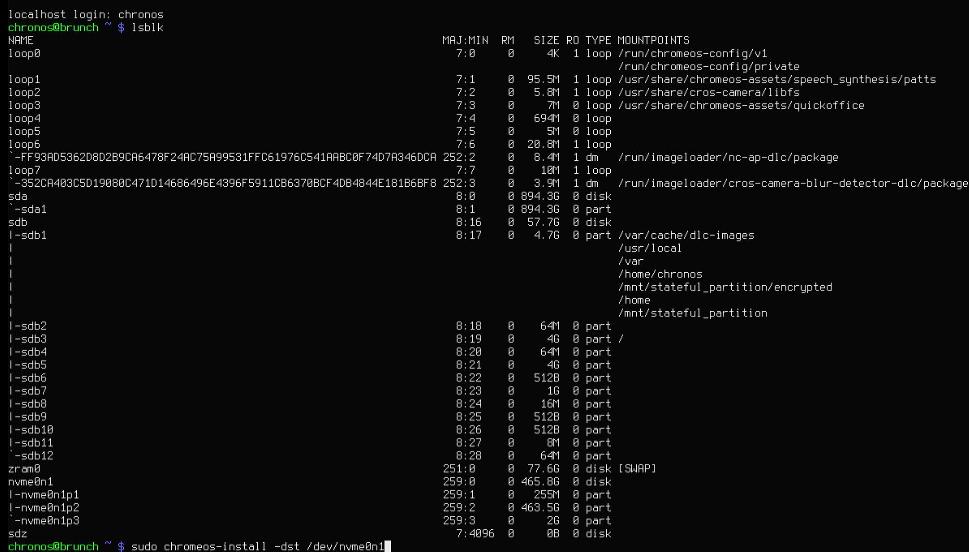 localhost login: chronos
chronos@brunch ~ $ lsblk
NAME MAJ:MIN RM SIZE RO TYPE MOUNTPOINTS
loop0 7:0 0 4K 1 loop /run/chromeos-config/v1
/run/chromeos-config/private
loop1 7:1 0 95.5M 1 loop /usr/share/chromeos-assets/speech_synthesis/patts
loop2 7:2 0 5.8M 1 loop /usr/share/cros-camera/libfs
loop3 7:3 0 7M 0 loop /usr/share/chromeos-assets/quickoffice
loop4 7:4 0 694M 0 loop
loop5 7:5 0 5M 0 loop
loop6 7:6 0 20.8M 1 loop
`-FF93AD5362D8D2B9CA6478F24AC75A99531FFC61976C541AABC0F74D7A346DCA 252:2 0 8.4M 1 dm /run/imageloader/nc-ap-dlc/package
loop7 7:7 0 10M 1 loop
`-352CA403C5D19080C471D14686496E4396F5911CB6370BCF4DB4844E181B6BF8 252:3 0 3.9M 1 dm /run/imageloader/cros-camera-blur-detector-dlc/package
sda 8:0 0 894.3G 0 disk
`-sda1 8:1 0 894.3G 0 part
sdb 8:16 0 57.7G 0 disk
|-sdb1 8:17 0 4.7G 0 part /var/cache/dlc-images
| /usr/local
| /var
| /home/chronos
| /mnt/stateful_partition/encrypted
| /home
| /mnt/stateful_partition
|-sdb2 8:18 0 64M 0 part
|-sdb3 8:19 0 4G 0 part /
|-sdb4 8:20 0 64M 0 part
|-sdb5 8:21 0 4G 0 part
|-sdb6 8:22 0 512B 0 part
|-sdb7 8:23 0 1G 0 part
|-sdb8 8:24 0 16M 0 part
|-sdb9 8:25 0 512B 0 part
|-sdb10 8:26 0 512B 0 part
|-sdb11 8:27 0 8M 0 part
`-sdb12 8:28 0 64M 0 part
zram0 251:0 0 77.6G 0 disk [SWAP]
nvme0n1 259:0 0 465.8G 0 disk
|-nvme0n1p1 259:1 0 255M 0 part
|-nvme0n1p2 259:2 0 463.5G 0 part
`-nvme0n1p3 259:3 0 2G 0 part
sdz 7:4096 0 0B 0 disk
chronos@brunch ~ $ sudo chromeos-install -dst /dev/nvme0n1